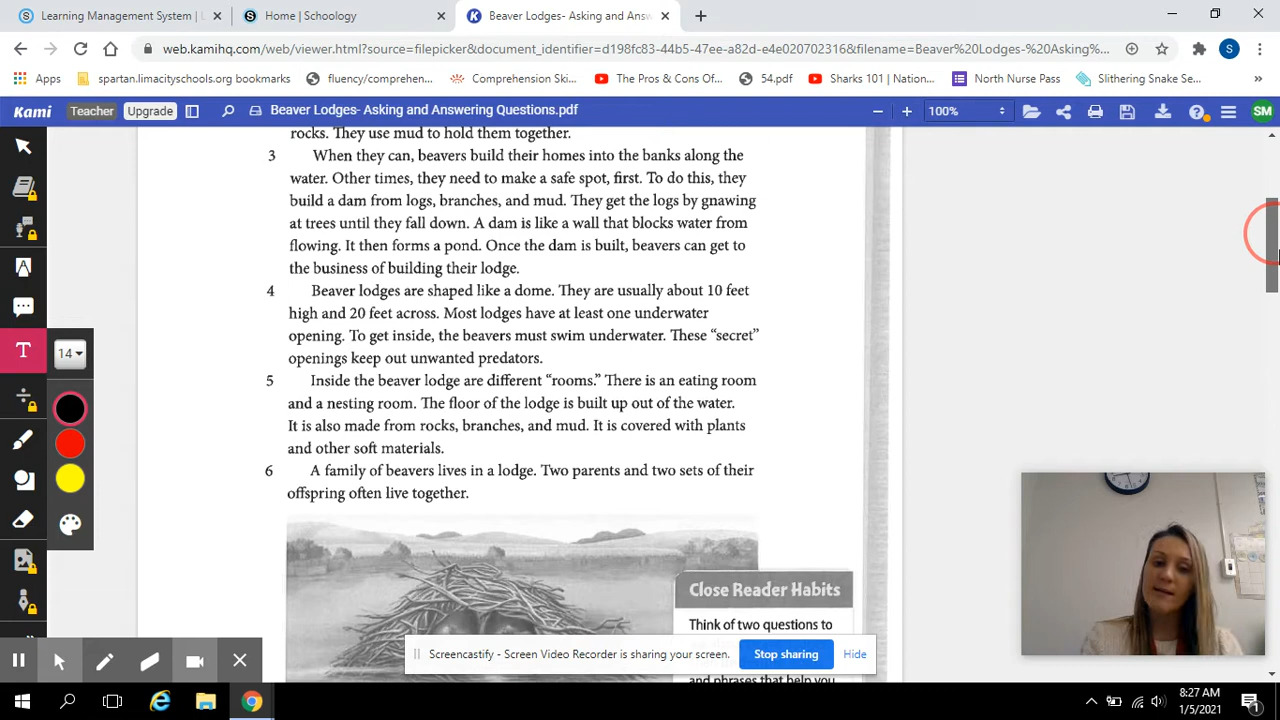 Learning Management System | L
Home | Schoology
Beaver Lodges- Asking and Answ
web.kamihq.com/web/viewer.html?source=filepicker&document_identifier=d198fc83-44b5-47ee-a82d-e4e020702316&filename=Beaver%20Lodges-%20Asking%...
S
Apps
spartan.limacityschools.org bookmarks
fluency/comprehen...
Comprehension Ski...
The Pros & Cons Of...
54.pdf
Sharks 101 | Nation...
North Nurse Pass
Slithering Snake Se...
»
Kami
Teacher
Upgrade
Beaver Lodges- Asking and Answering Questions.pdf
100%
SM
rocks. They use mud to hold them together.
3 When they can, beavers build their homes into the banks along the
water. Other times, they need to make a safe spot, first. To do this, they
build a dam from logs, branches, and mud. They get the logs by gnawing
at trees until they fall down. A dam is like a wall that blocks water from
flowing. It then forms a pond. Once the dam is built, beavers can get to
the business of building their lodge.
4 Beaver lodges are shaped like a dome. They are usually about 10 feet
high and 20 feet across. Most lodges have at least one underwater
opening. To get inside, the beavers must swim underwater. These “secret”
openings keep out unwanted predators.
5 Inside the beaver lodge are different “rooms.” There is an eating room
and a nesting room. The floor of the lodge is built up out of the water.
It is also made from rocks, branches, and mud. It is covered with plants
and other soft materials.
6 A family of beavers lives in a lodge. Two parents and two sets of their
offspring often live together.
T
14
Close Reader Habits
Think of two questions to
and phrases that help you
Screencastify - Screen Video Recorder is sharing your screen.
Stop sharing
Hide
8:27 AM
1/5/2021
1